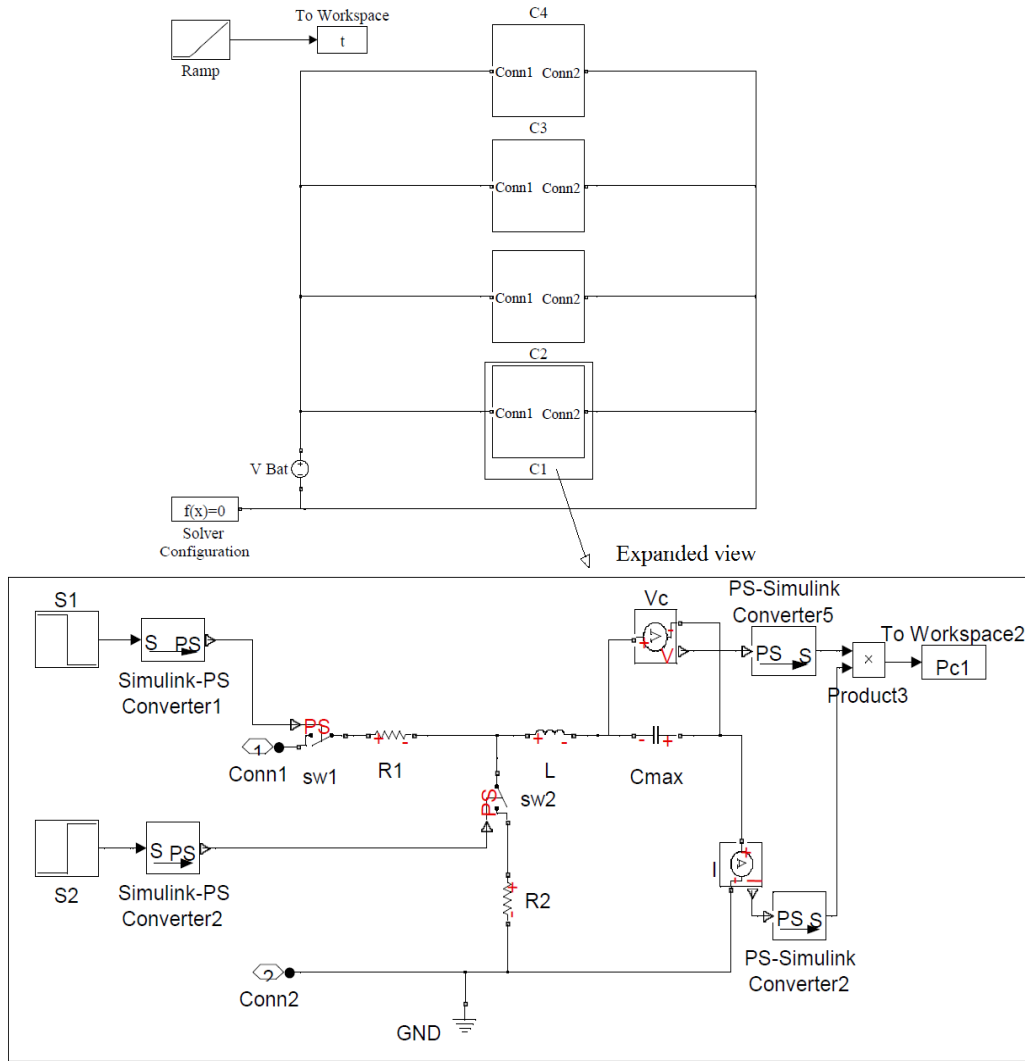 To Workspace
t
Ramp
C4
Conn1 Conn2
C3
Conn1 Conn2
Conn1 Conn2
C2
Conn1 Conn2
C1
V Bat
f(x)=0
Solver
Configuration
Expanded view
S1
S PS
Simulink-PS
Converter1
PS
1
Conn1
sw1
R1
L
Vc
A
V
Cmax
PS-Simulink
Converter5
PS S
×
Product3
To Workspace2
Pc1
PS
sw2
S2
S PS
Simulink-PS
Converter2
R2
I
A
I
PS S
PS-Simulink
Converter2
2
Conn2
GND